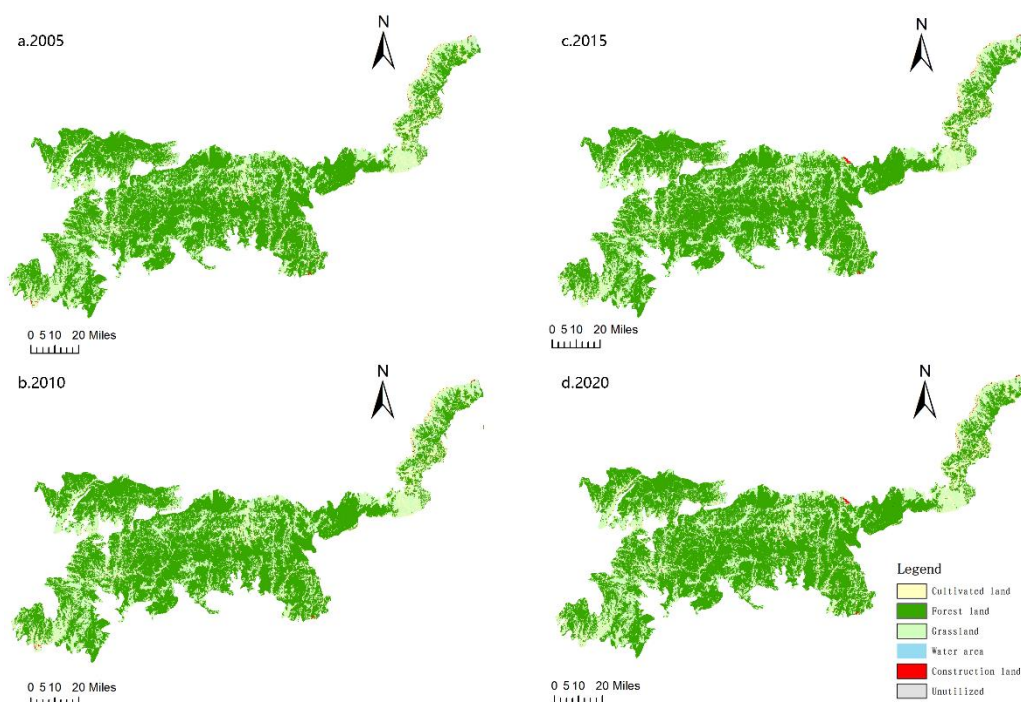 a.2005
N
0 5 10 20 Miles
c.2015
N
0 5 10 20 Miles
b.2010
N
0 5 10 20 Miles
d.2020
N
0 5 10 20 Miles
Legend
Cultivated land
Forest land
Grassland
Water area
Construction land
Unutilized